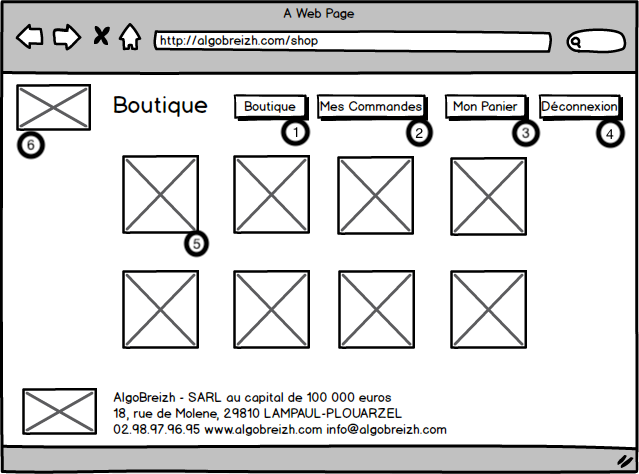 A Web Page
http://algobreizh.com/shop
Boutique
Boutique
Mes Commandes
Mon Panier
Déconnexion
1
2
3
4
6
5
AlgoBreizh - SARL au capital de 100 000 euros
18, rue de Molene, 29810 LAMPAUL-PLOUARZEL
02.98.97.96.95 www.algobreizh.com info@algobreizh.com